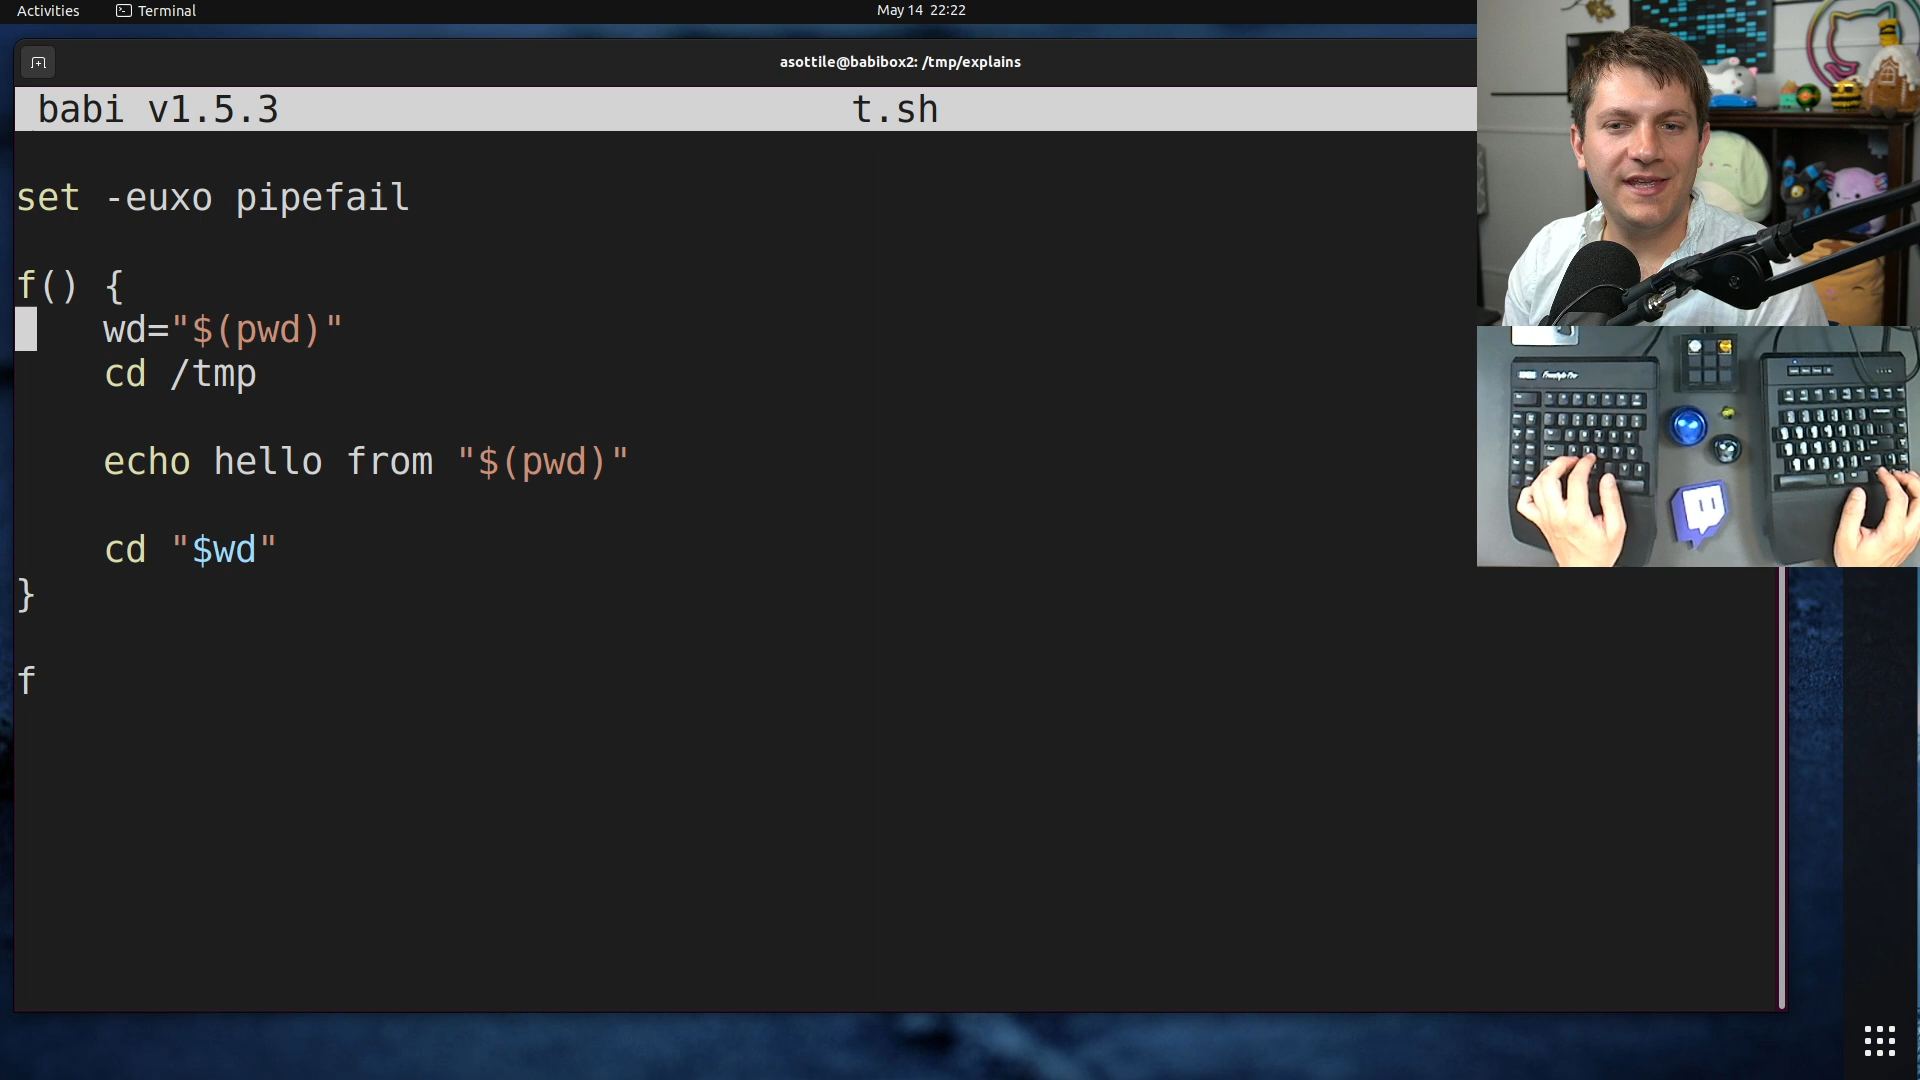 Activities Terminal May 14 22:22
asottile@babibox2: /tmp/explains
babi v1.5.3 t.sh
set -euxo pipefail
f() {
    wd="$(pwd)"
    cd /tmp
    echo hello from "$(pwd)"
    cd "$wd"
}
f